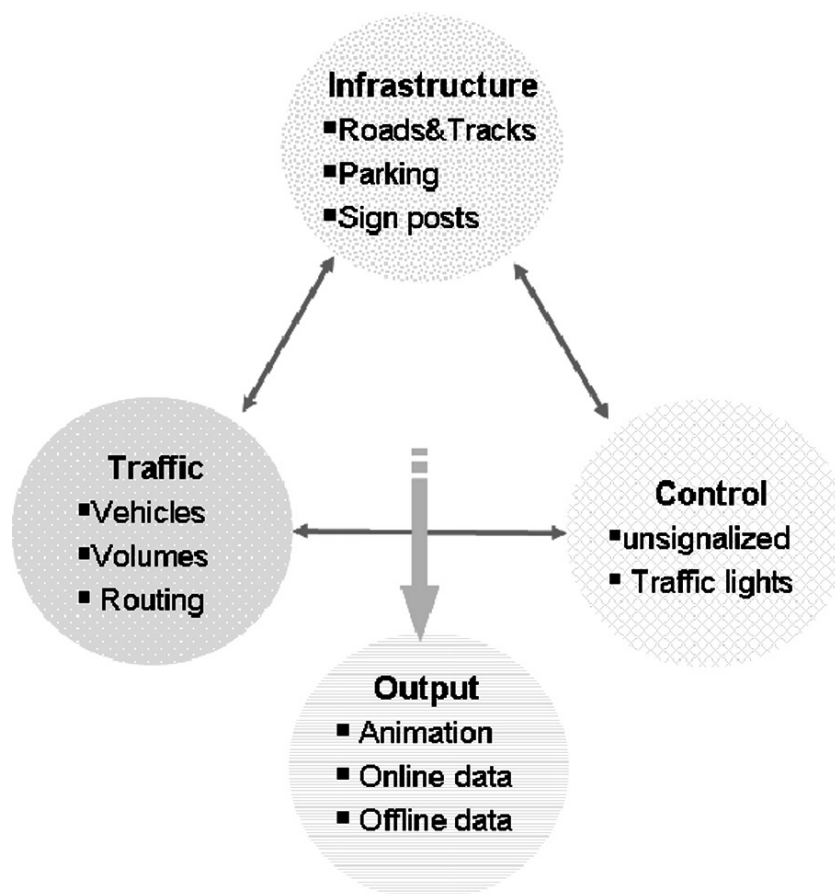 Infrastructure
▪Roads&Tracks
▪Parking
▪Sign posts
Traffic
▪Vehicles
▪Volumes
▪ Routing
Control
▪unsignalized
▪ Traffic lights
Output
▪ Animation
▪ Online data
▪ Offline data